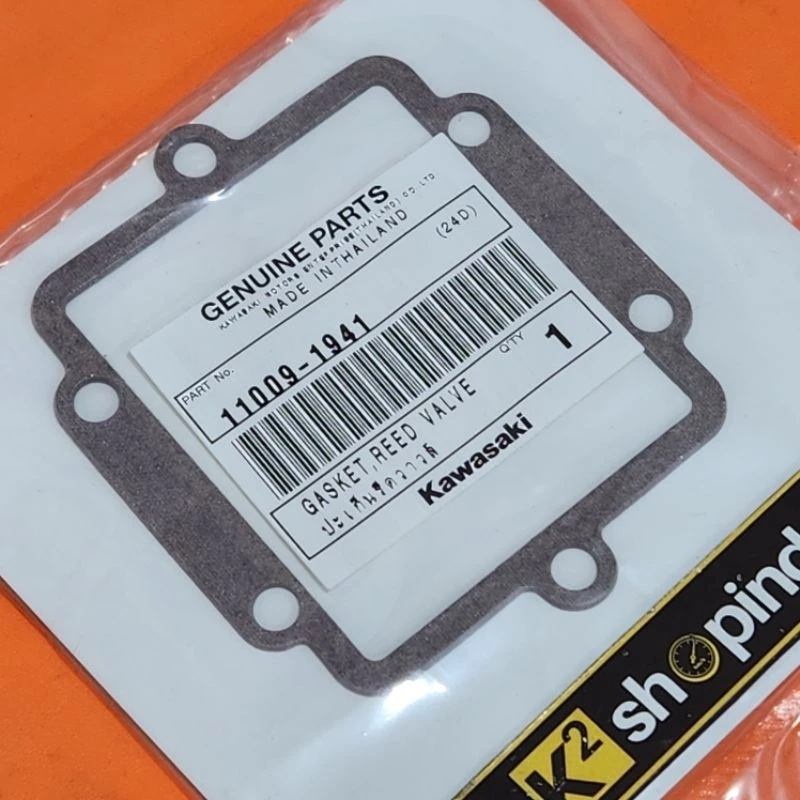 GENUINE PARTS
KAWASAKI MOTORS ENTERPRISE(THAILAND)CO.,LTD.
MADE IN THAILAND
(24D)
PART No.
11009-1941
Q'TY
1
GASKET,REED VALVE
ปะเก็นรีดวาวล์
Kawasaki
K2
shopind